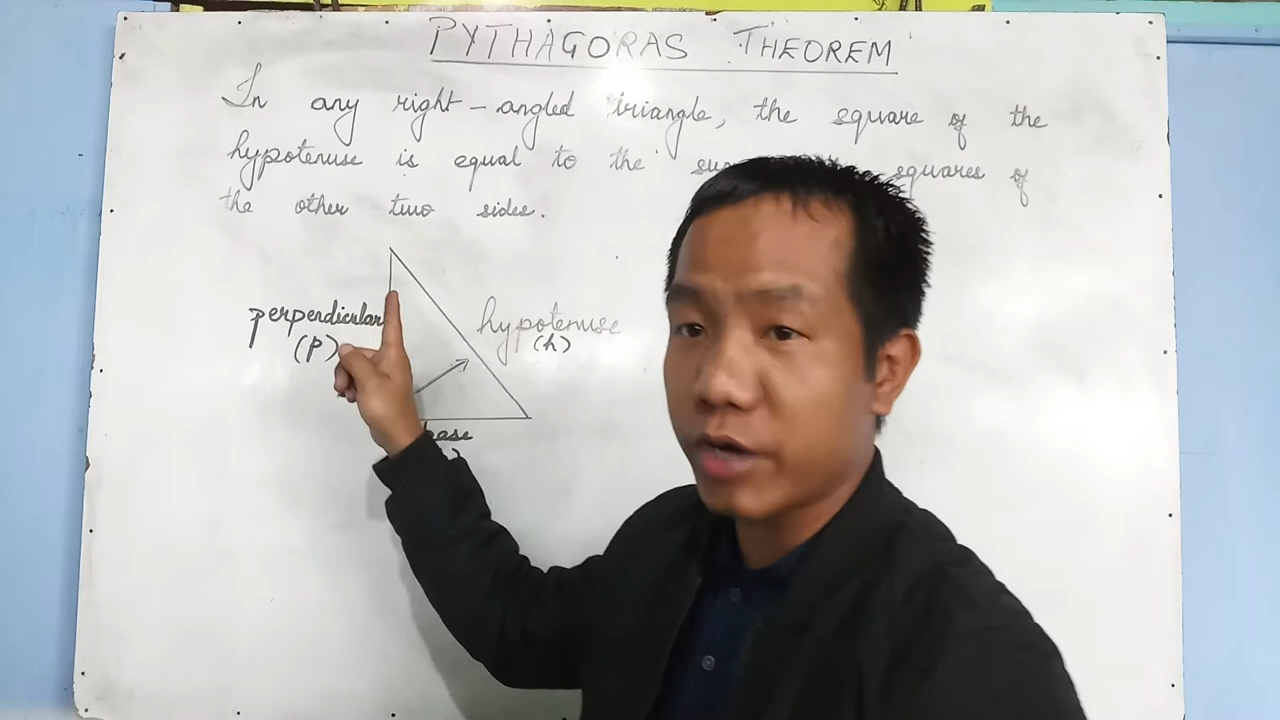 PYTHAGORAS THEOREM
In any right-angled triangle, the square of the
hypotenuse is equal to the squares of
the other two sides.
perpendicular
(p)
hypotenuse
(h)
base